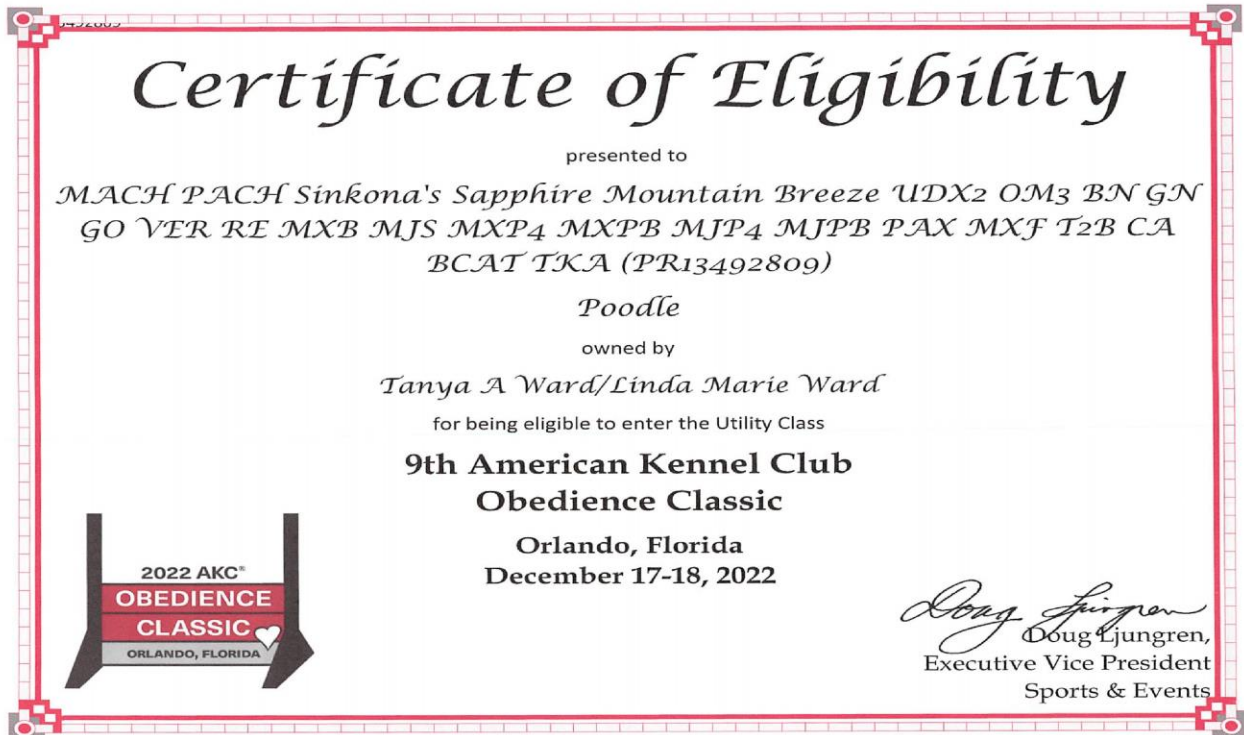 Certificate of Eligibility
presented to
MACH PACH Sinkona's Sapphire Mountain Breeze UDX2 OM3 BN GN
GO VER RE MXB MJS MXP4 MXPB MJP4 MJPB PAX MXF T2B CA
BCAT TKA (PR13492809)
Poodle
owned by
Tanya A Ward/Linda Marie Ward
for being eligible to enter the Utility Class
9th American Kennel Club
Obedience Classic
Orlando, Florida
December 17-18, 2022
2022 AKC®
OBEDIENCE
CLASSIC
ORLANDO, FLORIDA
Doug Ljungren
Doug Ljungren,
Executive Vice President
Sports & Events